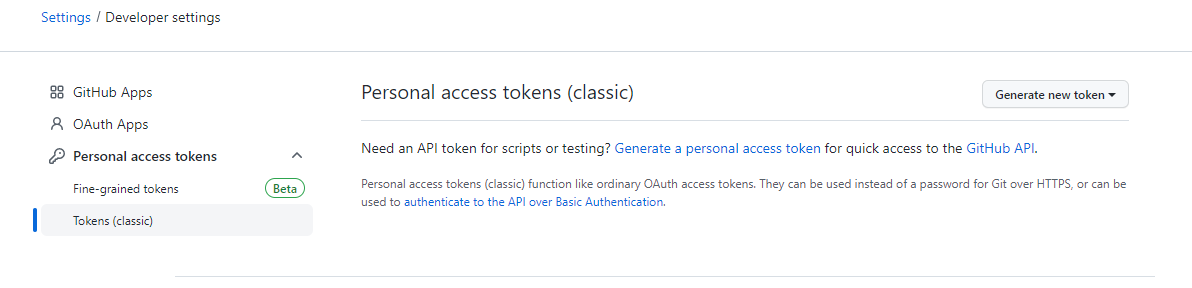 Settings / Developer settings
GitHub Apps
OAuth Apps
Personal access tokens
Fine-grained tokens Beta
Tokens (classic)
Personal access tokens (classic)
Generate new token
Need an API token for scripts or testing? Generate a personal access token for quick access to the GitHub API.
Personal access tokens (classic) function like ordinary OAuth access tokens. They can be used instead of a password for Git over HTTPS, or can be
used to authenticate to the API over Basic Authentication.